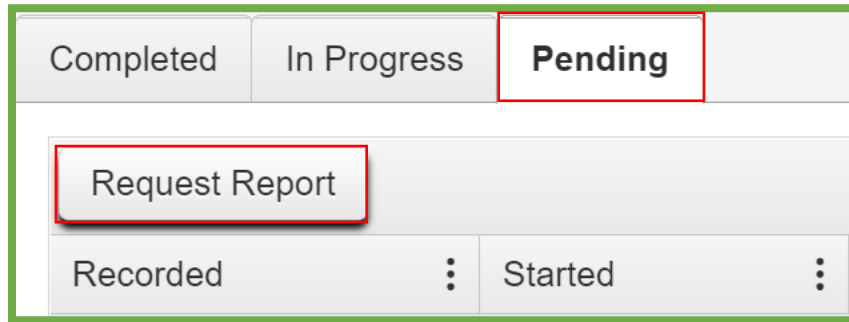 Completed In Progress Pending
Request Report
Recorded Started